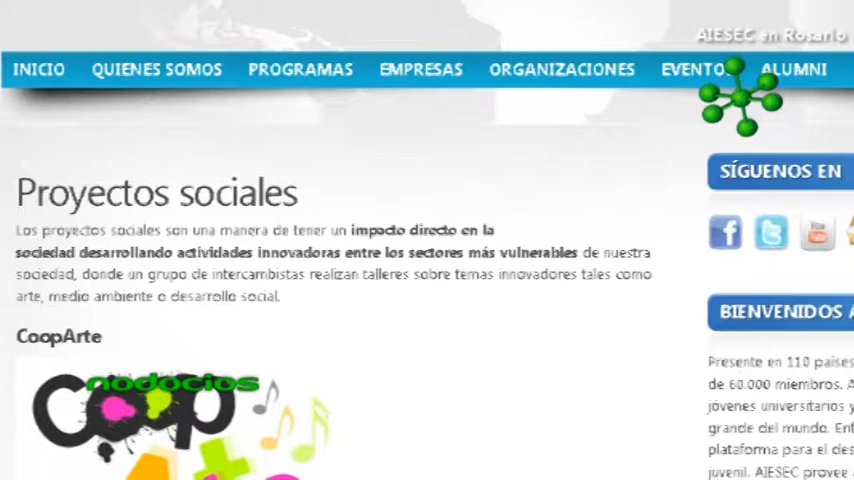 AIESEC en Rosario
INICIO QUIENES SOMOS PROGRAMAS EMPRESAS ORGANIZACIONES EVENTO ALUMNI
Proyectos sociales
Los proyectos sociales son una manera de tener un impacto directo en la
sociedad desarrollando actividades innovadoras entre los sectores más vulnerables de nuestra
sociedad, donde un grupo de intercambistas realizan talleres sobre temas innovadores tales como
arte, medio ambiente o desarrollo social.
CoopArte
nodocios
Coop
SÍGUENOS EN
You
BIENVENIDOS A
Presente en 110 países
de 60.000 miembros. A
jóvenes universitarios y
grande del mundo. Enf
plataforma para el des
juvenil. AIESEC provee